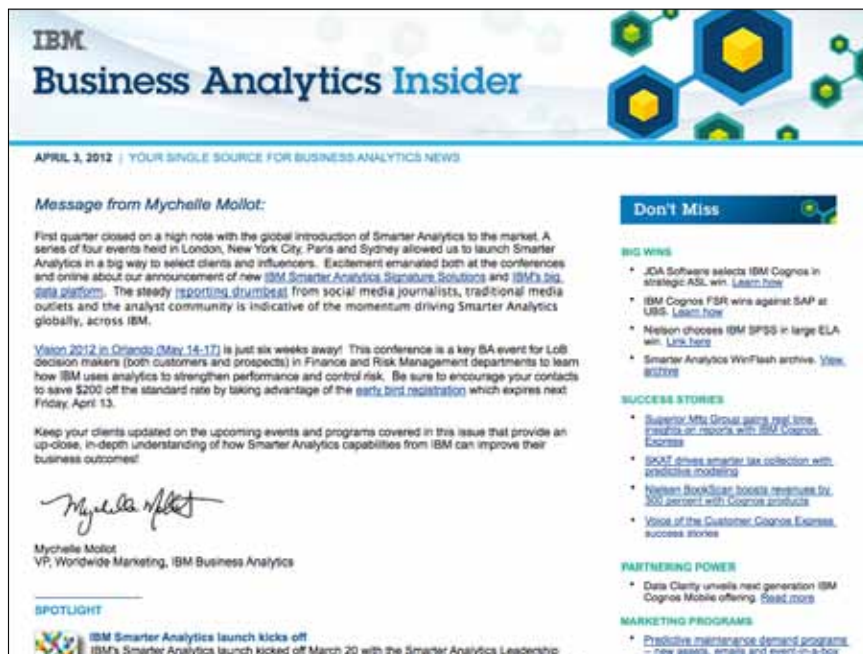 IBM
Business Analytics Insider
APRIL 3, 2012 | YOUR SINGLE SOURCE FOR BUSINESS ANALYTICS NEWS
Message from Mychelle Mollot:
First quarter closed on a high note with the global introduction of Smarter Analytics to the market. A
series of four events held in London, New York City, Paris and Sydney allowed us to launch Smarter
Analytics in a big way to select clients and influencers. Excitement emanated both at the conferences
and online about our announcement of new IBM Smarter Analytics Signature Solutions and IBM's big
data platform. The steady reporting drumbeat from social media journalists, traditional media
outlets and the analyst community is indicative of the momentum driving Smarter Analytics
globally, across IBM.
Vision 2012 in Orlando (May 14-17) is just six weeks away! This conference is a key BA event for LoB
decision makers (both customers and prospects) in Finance and Risk Management departments to learn
how IBM uses analytics to strengthen performance and control risk. Be sure to encourage your contacts
to save $200 off the standard rate by taking advantage of the early bird registration which expires next
Friday, April 13.
Keep your clients updated on the upcoming events and programs covered in this issue that provide an
up-close, in-depth understanding of how Smarter Analytics capabilities from IBM can improve their
business outcomes!
Mychelle Mollot
Mychelle Mollot
VP, Worldwide Marketing, IBM Business Analytics
SPOTLIGHT
IBM Smarter Analytics launch kicks off
IBM's Smarter Analytics launch kicked off March 20 with the Smarter Analytics Leadership
Don't Miss
BIG WINS
• JDA Software selects IBM Cognos in
strategic ASL win. Learn how
• IBM Cognos FSR wins against SAP at
UBS. Learn how
• Nielson chooses IBM SPSS in large ELA
win. Link here
• Smarter Analytics WinFlash archive. View
archive
SUCCESS STORIES
• Superior Mfg Group gains real time
insights on reports with IBM Cognos
Express
• SKAT drives smarter tax collection with
predictive modeling
• Nielsen BookScan boosts revenues by
300 percent with Cognos products
• Voice of the Customer Cognos Express
success stories
PARTNERING POWER
• Data Clarity unveils next generation IBM
Cognos Mobile offering. Read more
MARKETING PROGRAMS
• Predictive maintenance demand programs
– new assets, emails and event-in-a-box